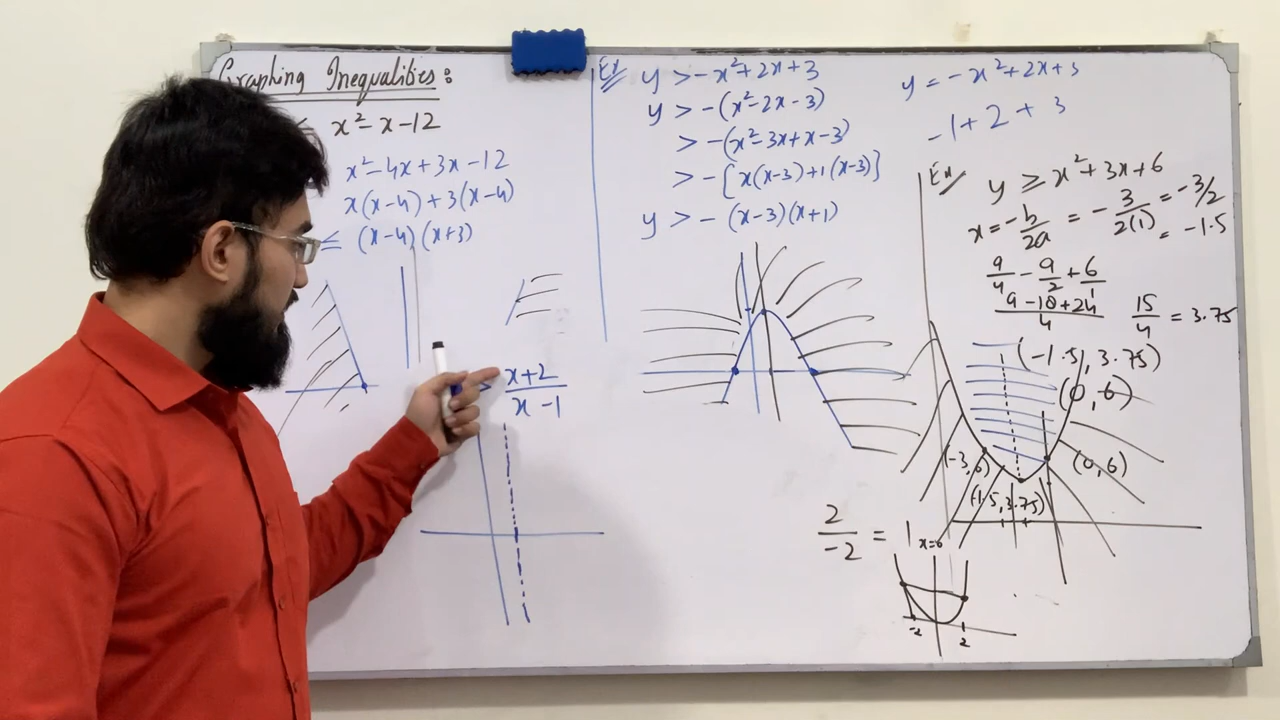 Graphing Inequalities:
≤ x²-x-12
x²-4x+3x-12
x(x-4)+3(x-4)
≤ (x-4)(x+3)
> x+2/x-1
Ex
y > -x²+2x+3
y > -(x²-2x-3)
> -(x²-3x+x-3)
> -[x(x-3)+1(x-3)]
y > -(x-3)(x+1)
y = -x²+2x+3
-1+2+3
Ex
y ≥ x²+3x+6
x = -b/2a = -3/2(1) = -3/2
= -1.5
9/4 - 9/2 + 6/1
9-18+24/4
15/4 = 3.75
(-1.5, 3.75)
(0,6)
(-3,6)
(0,6)
(-1.5, 3.75)
2/-2 = 1
x=0
-2
2